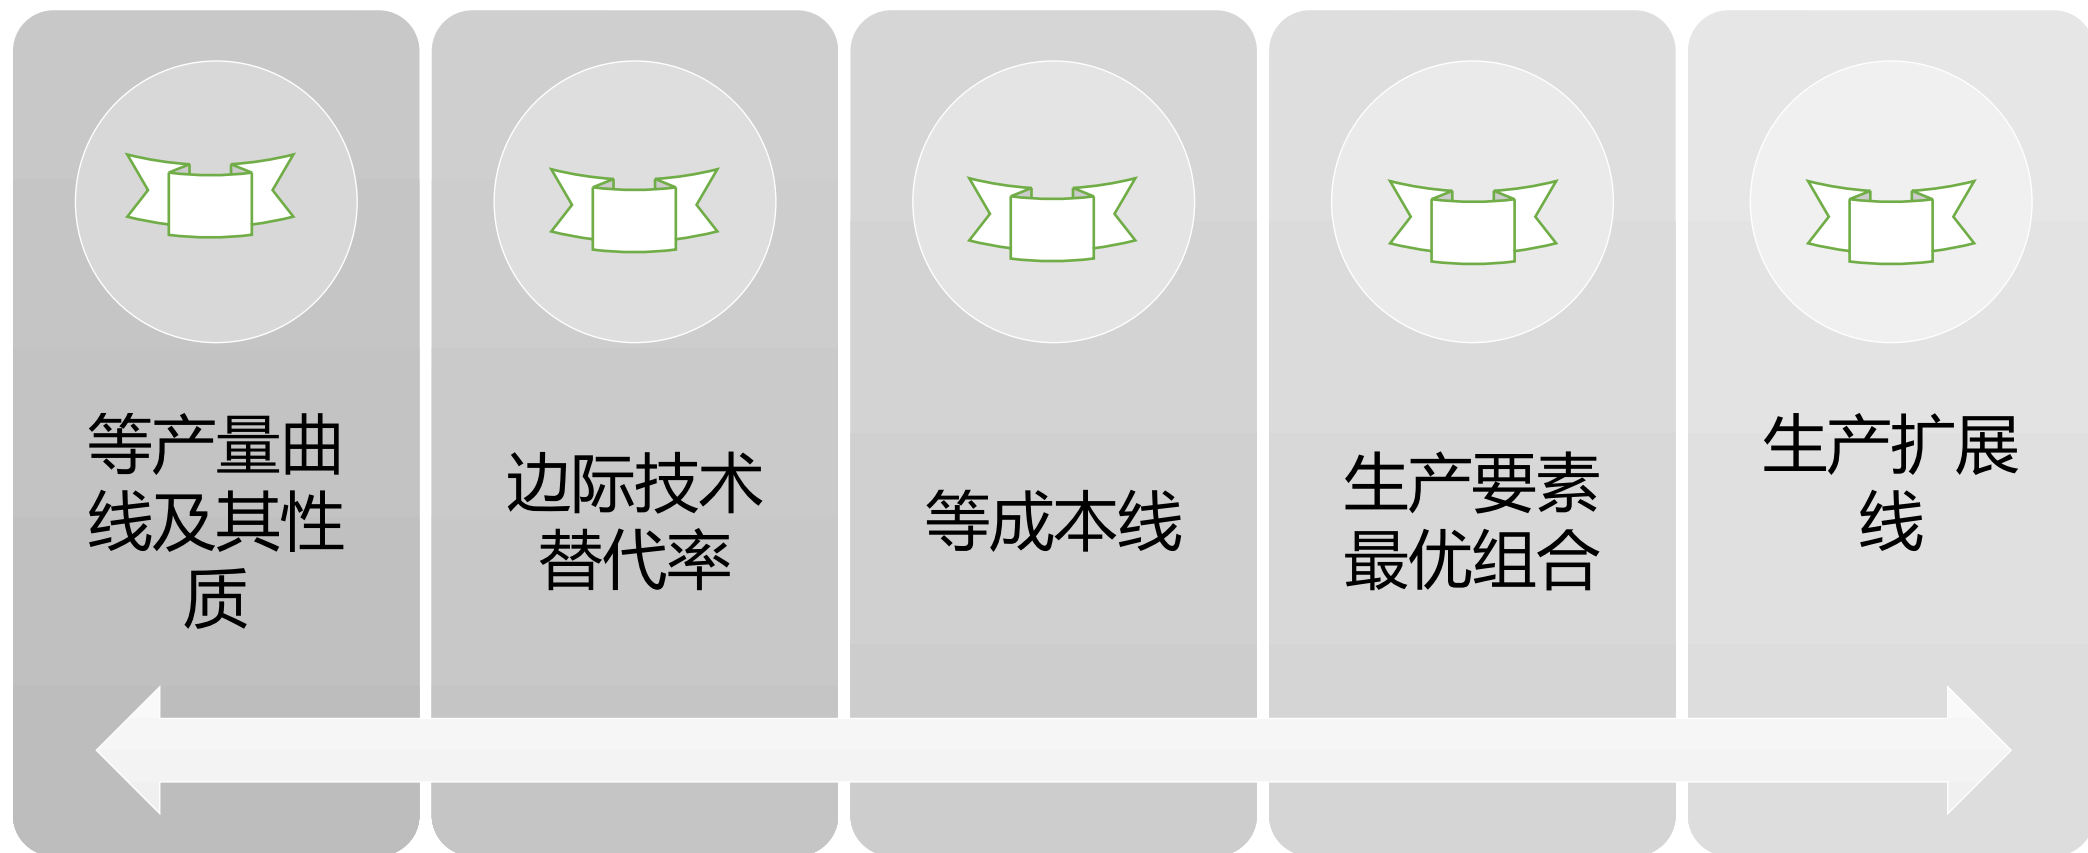 等产量曲
线及其性
质
边际技术
替代率
等成本线
生产要素
最优组合
生产扩展
线